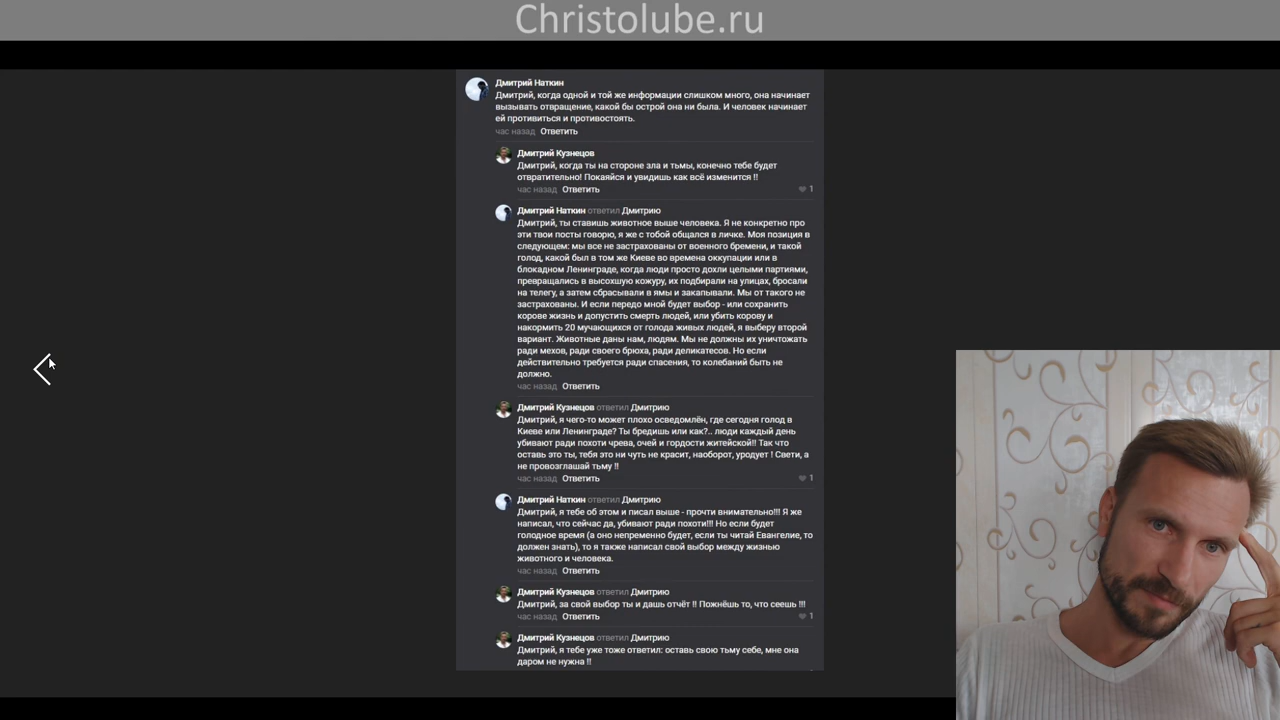 Christolube.ru
Дмитрий Наткин
Дмитрий, когда одной и той же информации слишком много, она начинает
вызывать отвращение, какой бы острой она ни была. И человек начинает
ей противиться и противостоять.
час назад Ответить
Дмитрий Кузнецов
Дмитрий, когда ты на стороне зла и тьмы, конечно тебе будет
отвратительно! Покайяйся и увидишь как всё изменится !!
час назад Ответить 1
Дмитрий Наткин ответил Дмитрию
Дмитрий, ты ставишь животное выше человека. Я не конкретно про
эти твои посты говорю, я же с тобой общался в личке. Моя позиция в
следующем: мы все не застрахованы от военного бремени, и такой
голод, какой был в том же Киеве во времена оккупации или в
блокадном Ленинграде, когда люди просто дохли целыми партиями,
превращались в высохшую кожуру, их подбирали на улицах, бросали
на телегу, а затем сбрасывали в ямы и закапывали. Мы от такого не
застрахованы. И если передо мной будет выбор - или сохранить
корове жизнь и допустить смерть людей, или убить корову и
накормить 20 мучающихся от голода живых людей, я выберу второй
вариант. Животные даны нам, людям. Мы не должны их уничтожать
ради мехов, ради своего брюха, ради деликатесов. Но если
действительно требуется ради спасения, то колебаний быть не
должно.
час назад Ответить
Дмитрий Кузнецов ответил Дмитрию
Дмитрий, я чего-то может плохо осведомлён, где сегодня голод в
Киеве или Ленинграде? Ты бредишь или как?.. люди каждый день
убивают ради похоти чрева, очей и гордости житейской!! Так что
оставь это ты, тебя это ни чуть не красит, наоборот, уродует ! Свети, а
не провозглашай тьму !!
час назад Ответить 1
Дмитрий Наткин ответил Дмитрию
Дмитрий, я тебе об этом и писал выше - прочти внимательно!!! Я же
написал, что сейчас да, убивают ради похоти!!! Но если будет
голодное время (а оно непременно будет, если ты читай Евангелие, то
должен знать), то я также написал свой выбор между жизнью
животного и человека.
час назад Ответить
Дмитрий Кузнецов ответил Дмитрию
Дмитрий, за свой выбор ты и дашь отчёт !! Пожнёшь то, что сеешь !!!
час назад Ответить 1
Дмитрий Кузнецов ответил Дмитрию
Дмитрий, я тебе уже тоже ответил: оставь свою тьму себе, мне она
даром не нужна !!